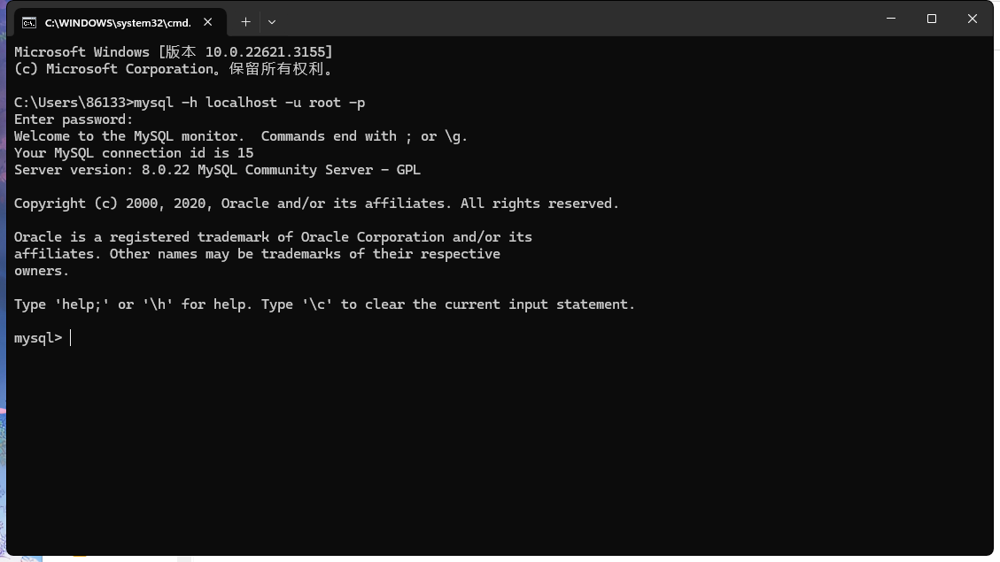 C:\WINDOWS\system32\cmd.
Microsoft Windows [版本 10.0.22621.3155]
(c) Microsoft Corporation。保留所有权利。
C:\Users\86133>mysql -h localhost -u root -p
Enter password:
Welcome to the MySQL monitor.  Commands end with ; or \g.
Your MySQL connection id is 15
Server version: 8.0.22 MySQL Community Server - GPL
Copyright (c) 2000, 2020, Oracle and/or its affiliates. All rights reserved.
Oracle is a registered trademark of Oracle Corporation and/or its
affiliates. Other names may be trademarks of their respective
owners.
Type 'help;' or '\h' for help. Type '\c' to clear the current input statement.
mysql>